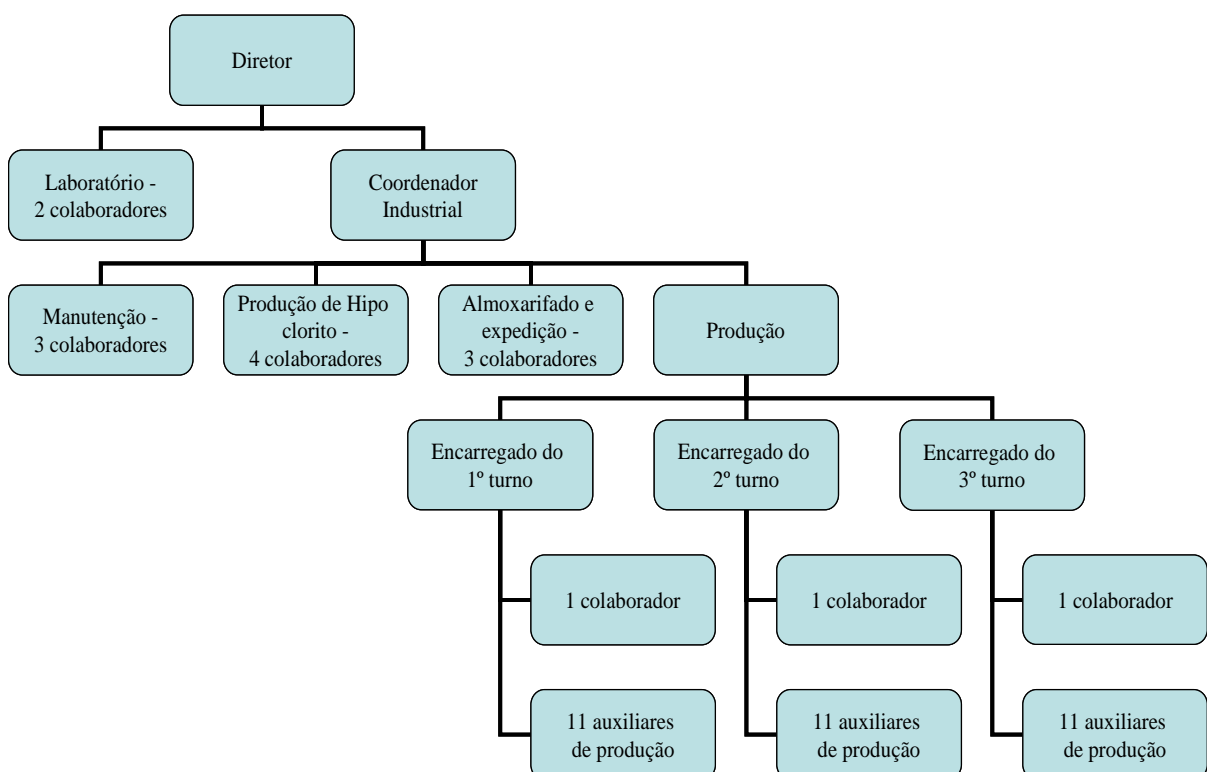 Diretor
Laboratório -
2 colaboradores
Coordenador
Industrial
Manutenção -
3 colaboradores
Produção de Hipo
clorito -
4 colaboradores
Almoxarifado e
expedição -
3 colaboradores
Produção
Encarregado do
1º turno
Encarregado do
2º turno
Encarregado do
3º turno
1 colaborador
1 colaborador
1 colaborador
11 auxiliares
de produção
11 auxiliares
de produção
11 auxiliares
de produção